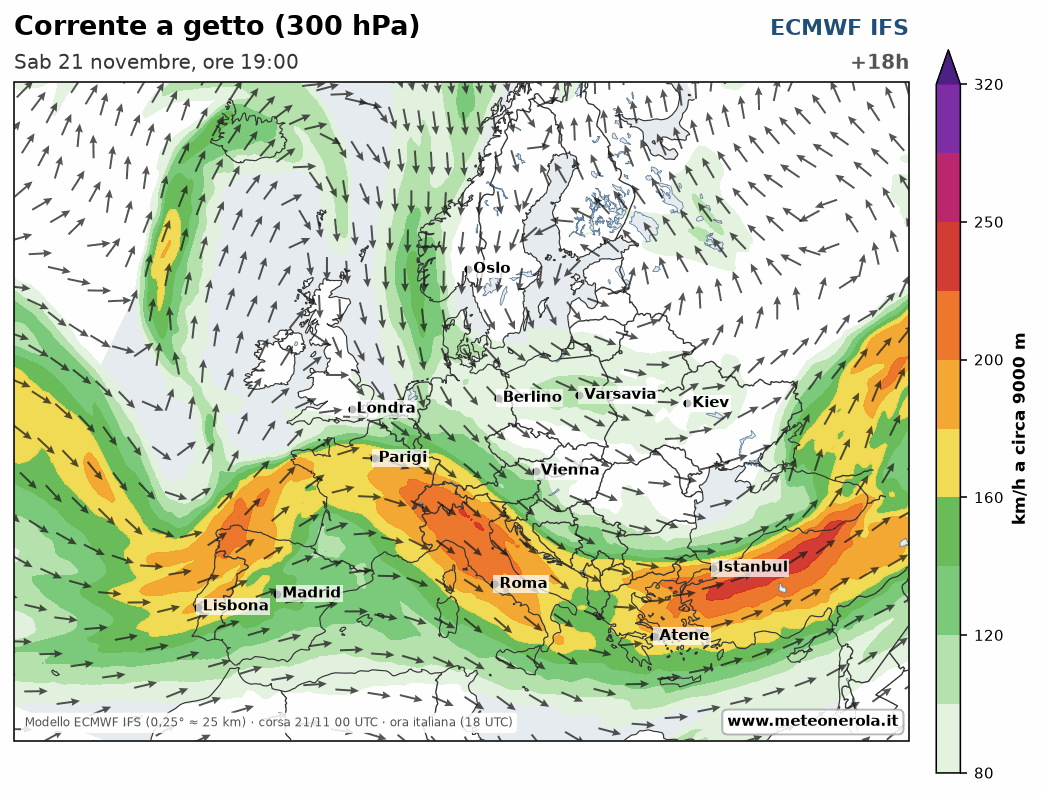 Corrente a getto (300 hPa)
ECMWF IFS
Sab 21 novembre, ore 19:00
+18h
320
250
200
160
120
80
km/h a circa 9000 m
Oslo
Londra
Berlino
Varsavia
Kiev
Parigi
Vienna
Istanbul
Roma
Madrid
Lisbona
Atene
Modello ECMWF IFS (0,25° ≈ 25 km) · corsa 21/11 00 UTC · ora italiana (18 UTC)
www.meteonerola.it